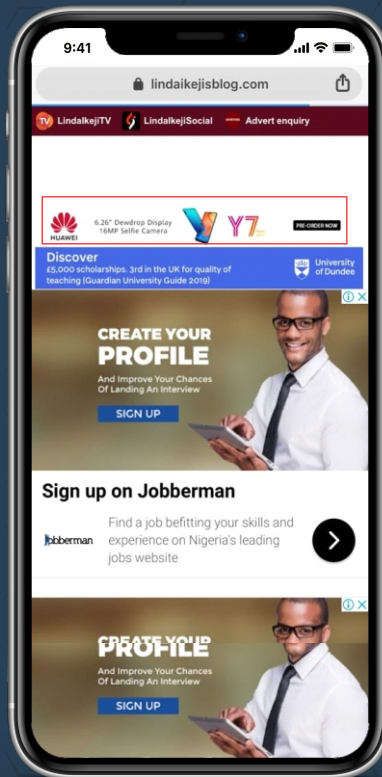 9:41
lindaikejisblog.com
TV LindaIkejiTV LindaIkejiSocial Advert enquiry
HUAWEI
6.26" Dewdrop Display
16MP Selfie Camera
Y7
PRE-ORDER NOW
Discover
£5,000 scholarships. 3rd in the UK for quality of
teaching (Guardian University Guide 2019)
University
of Dundee
CREATE YOUR
PROFILE
And Improve Your Chances
Of Landing An Interview
SIGN UP
Sign up on Jobberman
Jobberman
Find a job befitting your skills and
experience on Nigeria's leading
jobs website
CREATE YOUR
PROFILE
And Improve Your Chances
Of Landing An Interview
SIGN UP